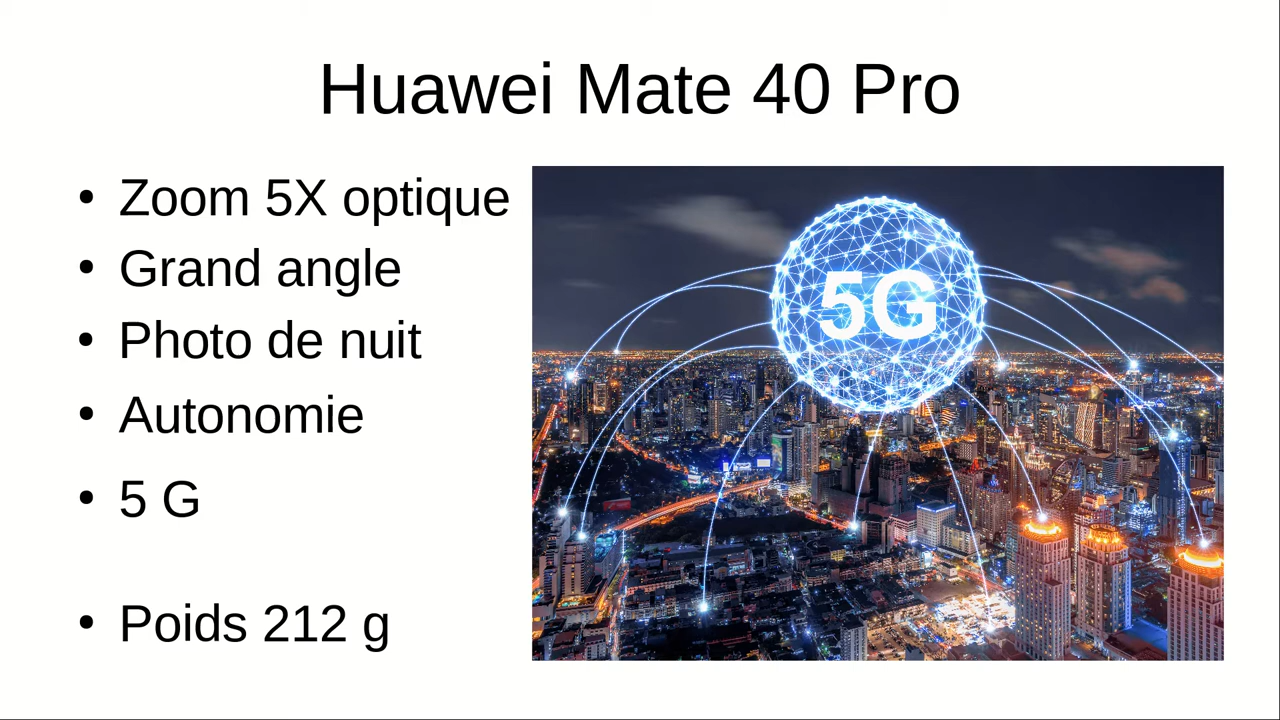 Huawei Mate 40 Pro
• Zoom 5X optique
• Grand angle
• Photo de nuit
• Autonomie
• 5 G
• Poids 212 g
5G